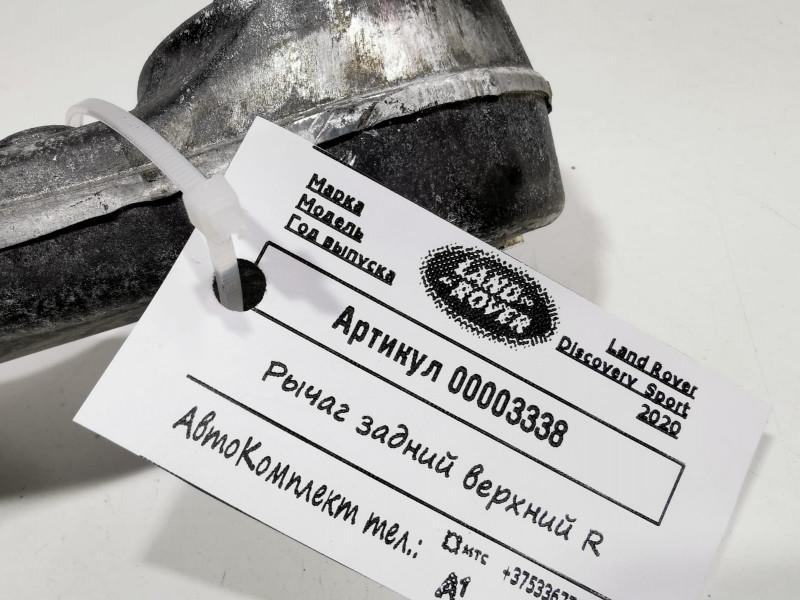 Марка
Модель
Год выпуска
LAND-
ROVER
Land Rover
Discovery Sport
2020
Артикул 00003338
Рычаг задний верхний R
АвтоКомплект тел.:
мтс
A1